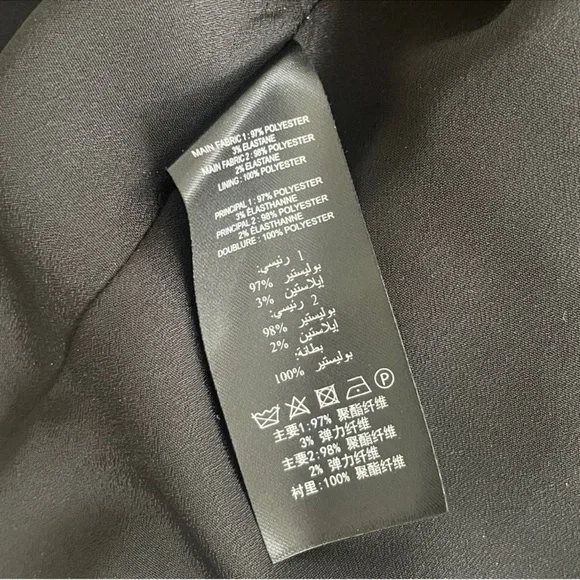 MAIN FABRIC 1 : 97% POLYESTER
3% ELASTANE
MAIN FABRIC 2 : 98% POLYESTER
2% ELASTANE
LINING : 100% POLYESTER
PRINCIPAL 1 : 97% POLYESTER
3% ÉLASTHANNE
PRINCIPAL 2 : 98% POLYESTER
2% ÉLASTHANNE
DOUBLURE : 100% POLYESTER
1 رئيسي:
97% بوليستير
3% إيلاستين
2 رئيسي:
98% بوليستير
2% إيلاستين
بطانة:
100% بوليستير
P
主要1:97% 聚酯纤维
3% 弹力纤维
主要2:98% 聚酯纤维
2% 弹力纤维
村里:100% 聚酯纤维